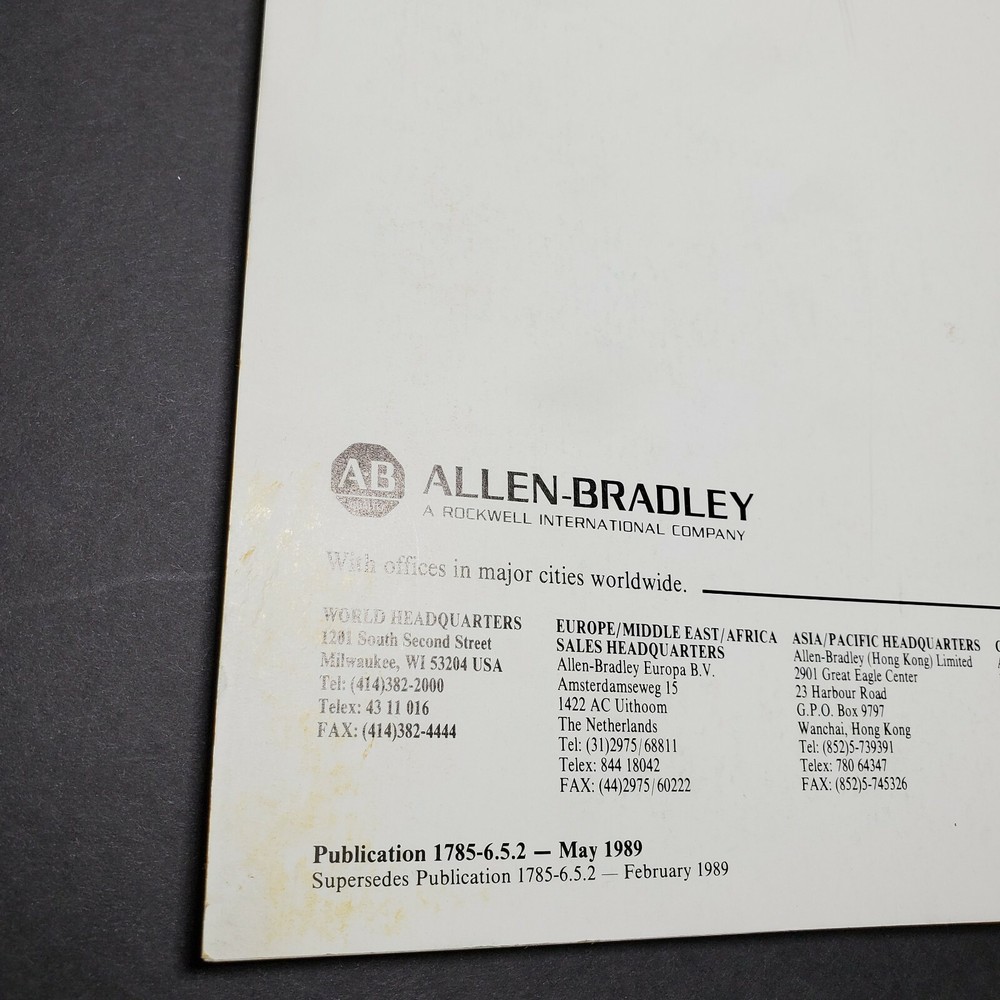 AB
ALLEN-BRADLEY
A ROCKWELL INTERNATIONAL COMPANY
With offices in major cities worldwide.
WORLD HEADQUARTERS
1201 South Second Street
Milwaukee, WI 53204 USA
Tel: (414)382-2000
Telex: 43 11 016
FAX: (414)382-4444
EUROPE/MIDDLE EAST/AFRICA
SALES HEADQUARTERS
Allen-Bradley Europa B.V.
Amsterdamseweg 15
1422 AC Uithoorn
The Netherlands
Tel: (31)2975/68811
Telex: 844 18042
FAX: (44)2975/60222
ASIA/PACIFIC HEADQUARTERS
Allen-Bradley (Hong Kong) Limited
2901 Great Eagle Center
23 Harbour Road
G.P.O. Box 9797
Wanchai, Hong Kong
Tel: (852)5-739391
Telex: 780 64347
FAX: (852)5-745326
Publication 1785-6.5.2 — May 1989
Supersedes Publication 1785-6.5.2 — February 1989